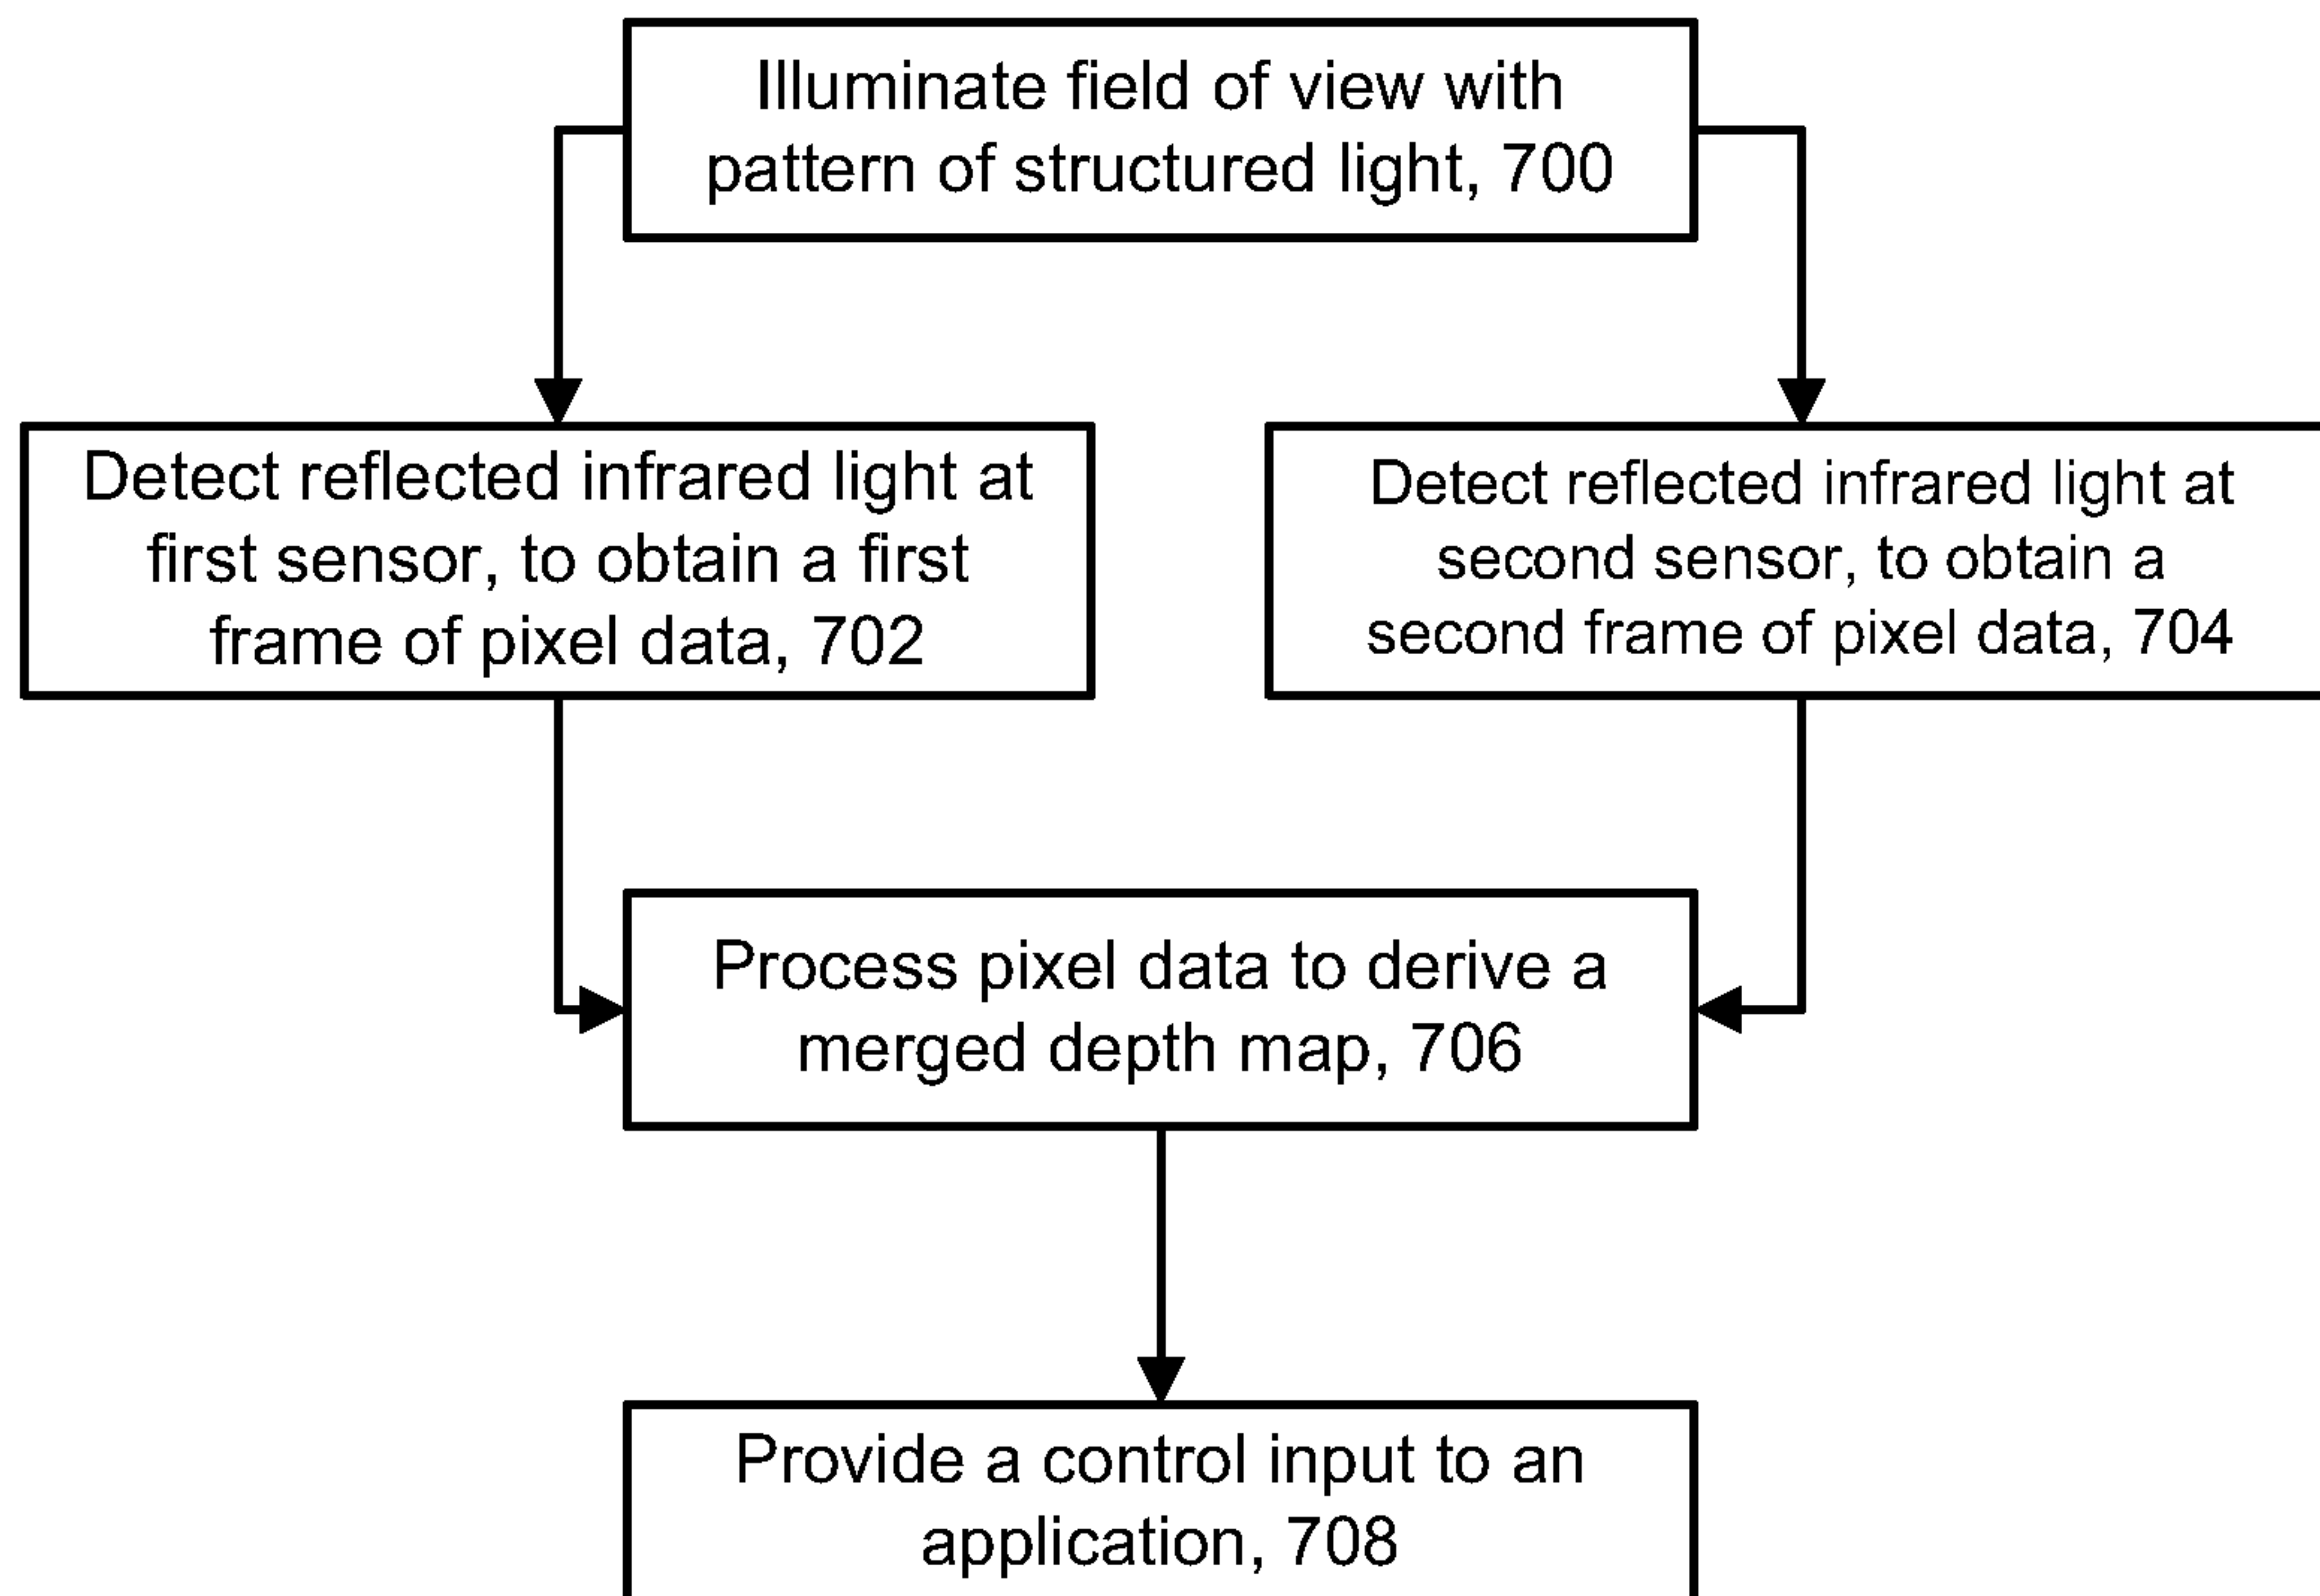 Illuminate field of view with
pattern of structured light, 700
Detect reflected infrared light at
first sensor, to obtain a first
frame of pixel data, 702
Detect reflected infrared light at
second sensor, to obtain a
second frame of pixel data, 704
Process pixel data to derive a
merged depth map, 706
Provide a control input to an
application, 708